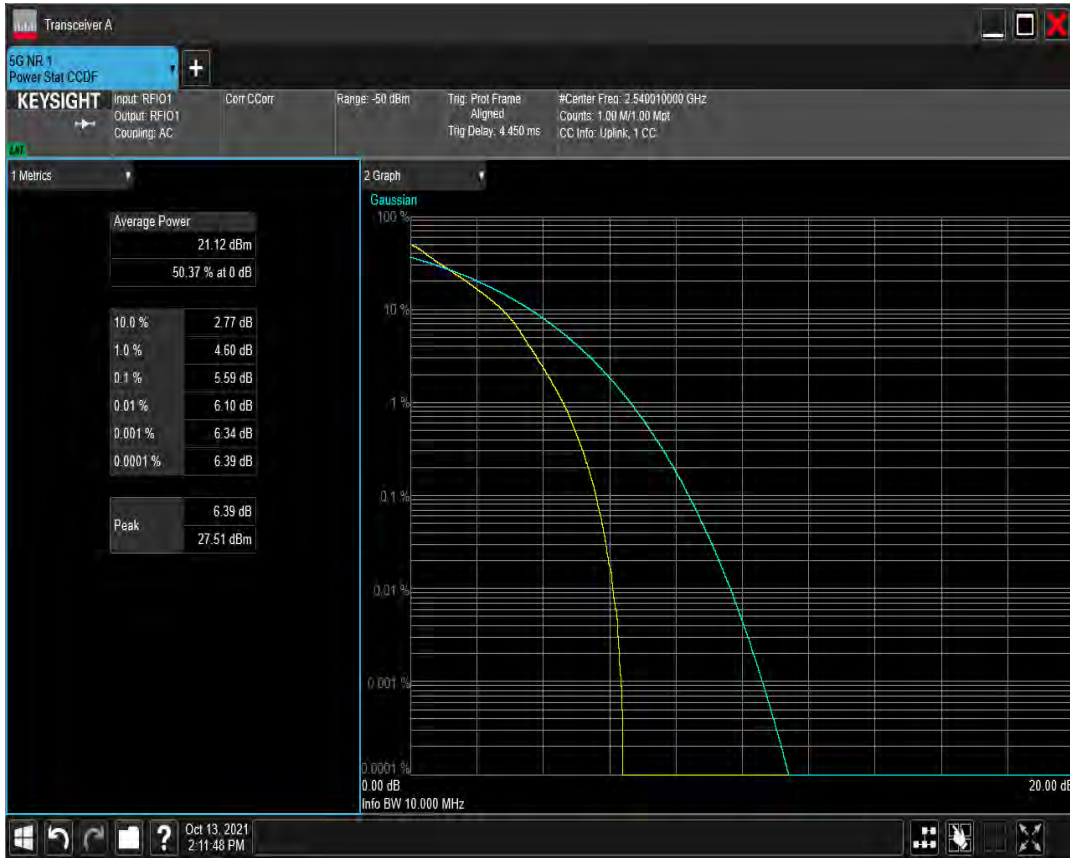 Transceiver A
5G NR 1
Power Stat CCDF
+
KEYSIGHT
Input: RFIO1
Output: RFIO1
Coupling: AC
Corr CCorr
Range: -50 dBm
Trig: Prot Frame
Aligned
Trig Delay: 4.450 ms
#Center Freq: 2.540010000 GHz
Counts: 1.00 M/1.00 Mpt
CC Info: Uplink, 1 CC
1 Metrics
Average Power
21.12 dBm
50.37 % at 0 dB
10.0 % 2.77 dB
1.0 % 4.60 dB
0.1 % 5.59 dB
0.01 % 6.10 dB
0.001 % 6.34 dB
0.0001 % 6.39 dB
Peak
6.39 dB
27.51 dBm
2 Graph
Gaussian
100 %
10 %
1 %
0.1 %
0.01 %
0.001 %
0.0001 %
0.00 dB
20.00 dB
Info BW 10.000 MHz
?
Oct 13, 2021
2:11:48 PM